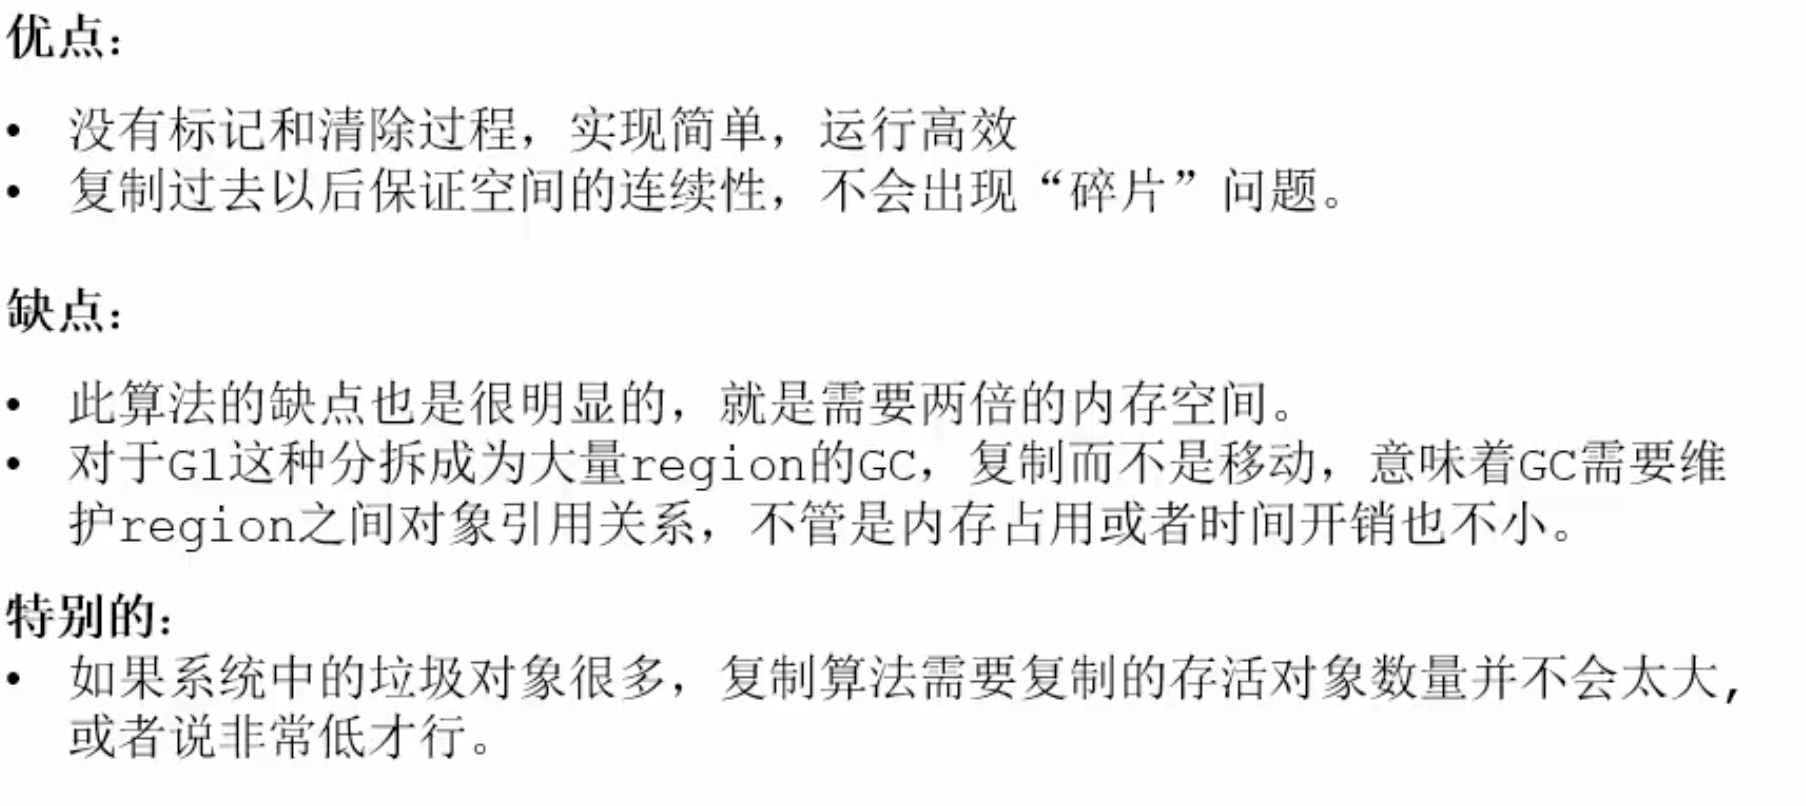 优点：
• 没有标记和清除过程，实现简单，运行高效
• 复制过去以后保证空间的连续性，不会出现“碎片”问题。
缺点：
• 此算法的缺点也是很明显的，就是需要两倍的内存空间。
• 对于G1这种分拆成为大量region的GC，复制而不是移动，意味着GC需要维
护region之间对象引用关系，不管是内存占用或者时间开销也不小。
特别的：
• 如果系统中的垃圾对象很多，复制算法需要复制的存活对象数量并不会太大,
或者说非常低才行。